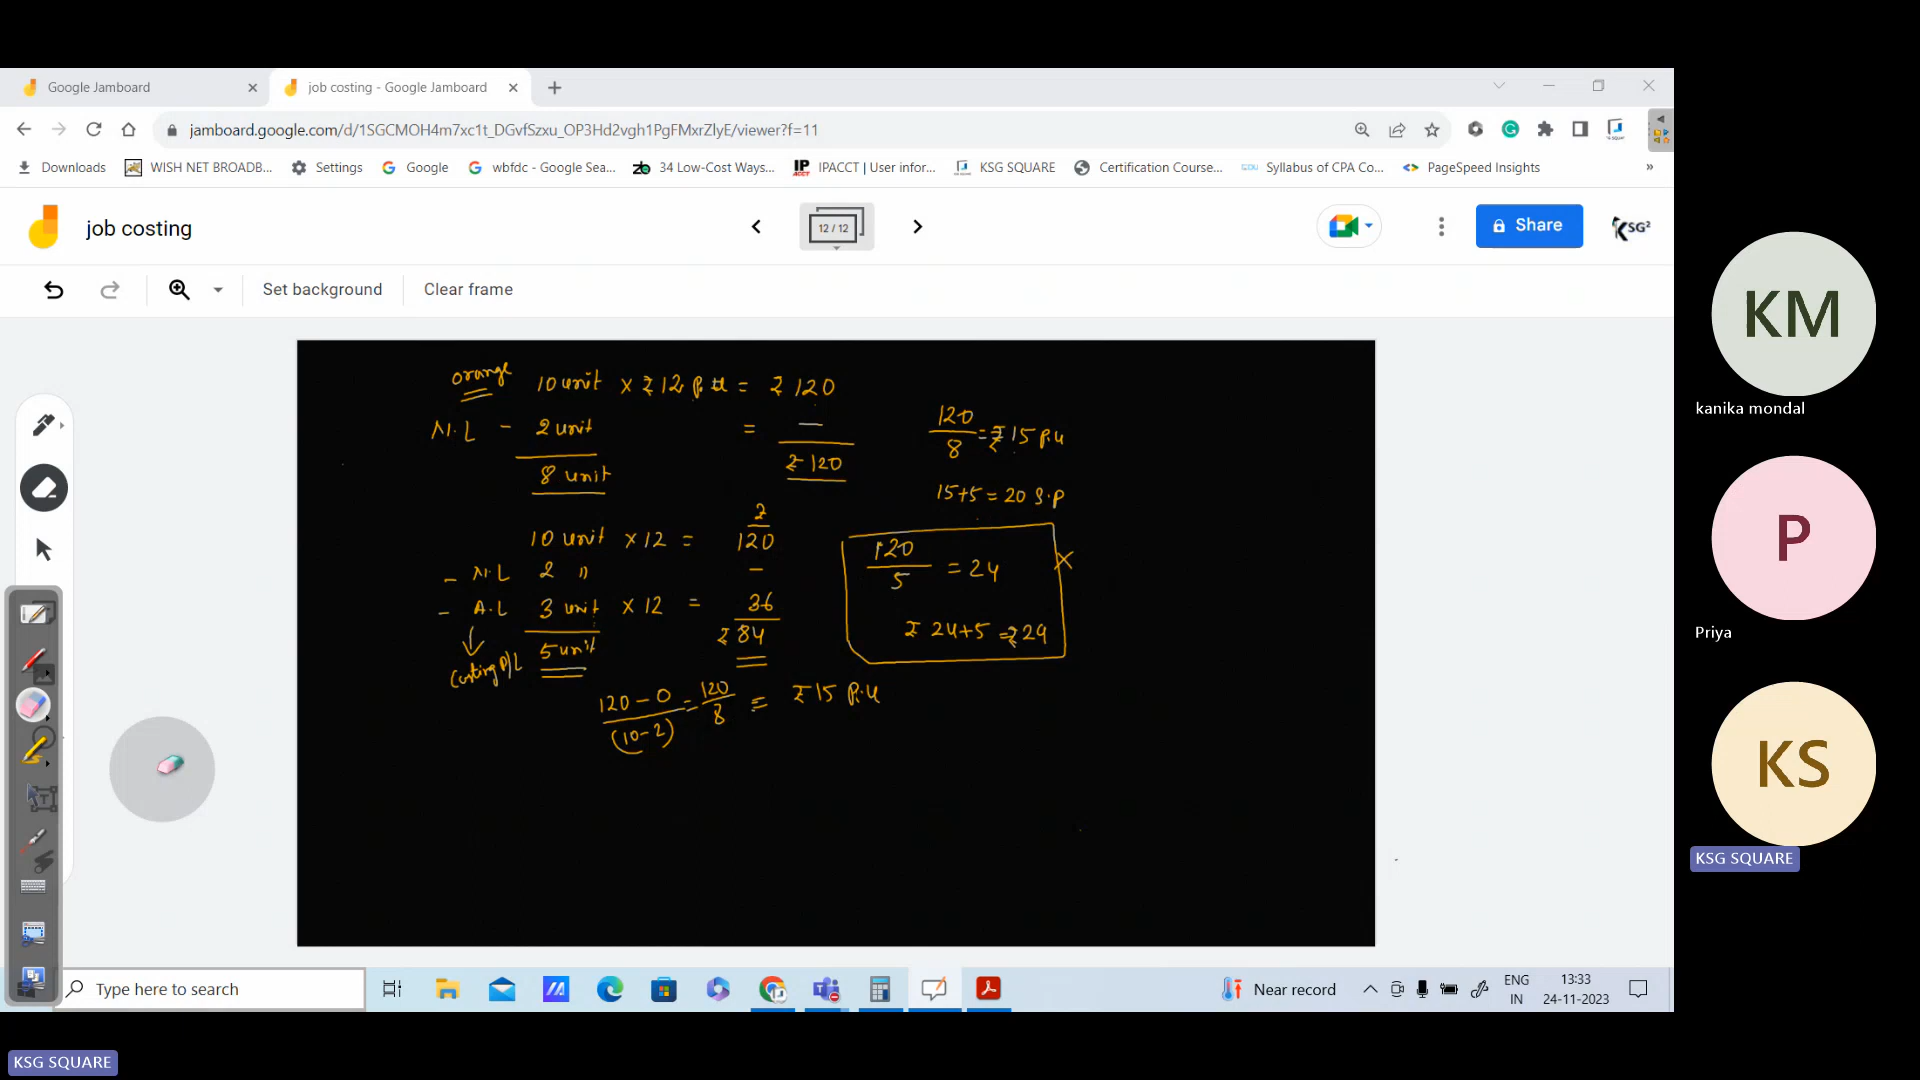 Google Jamboard
job costing - Google Jamboard
jamboard.google.com/d/1SGCMOH4m7xc1t_DGvfSzxu_OP3Hd2vgh1PgFMxrZlyE/viewer?f=11
Downloads WISH NET BROADB... Settings Google wbfdc - Google Sea... 34 Low-Cost Ways... IPACCT | User infor... KSG SQUARE Certification Course... Syllabus of CPA Co... PageSpeed Insights »
job costing
12 / 12
Share
KSG²
Set background Clear frame
orange 10 unit × ₹ 12 p.u = ₹ 120
N.L - 2 unit = —
8 unit ₹ 120
120/8 = ₹ 15 p.u
15+5 = 20 S.P
₹
10 unit × 12 = 120
- N.L 2 " -
- A.L 3 unit × 12 = 36
5 unit ₹ 84
Costing P/L
120/5 = 24 ×
₹ 24+5 = ₹ 29
120 - 0/(10-2) = 120/8 = ₹ 15 P.U
KM
kanika mondal
P
Priya
KS
KSG SQUARE
Type here to search
Near record
ENG
IN
13:33
24-11-2023
KSG SQUARE